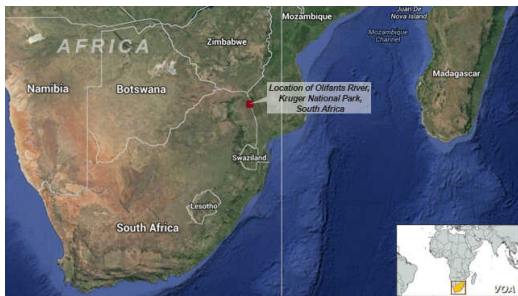 Juan De
Nova Island
Mozambique
Mozambique
Channel
AFRICA
Zimbabwe
Madagascar
Namibia
Botswana
Location of Olifants River,
Kruger National Park,
South Africa
Swaziland
Lesotho
South Africa
VOA